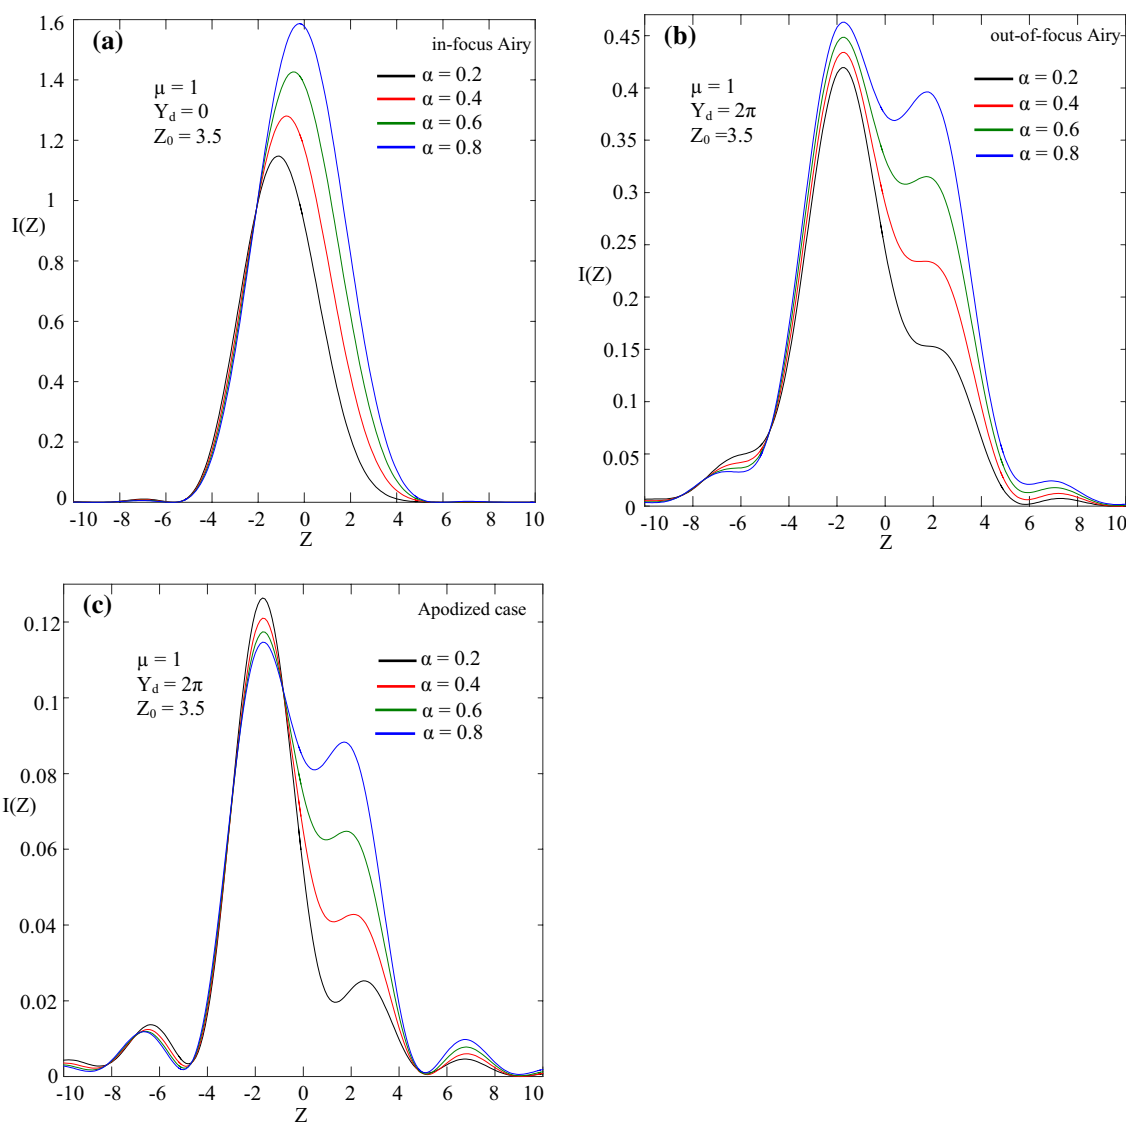 (a)
in-focus Airy
μ = 1
Y_d = 0
Z_0 = 3.5
α = 0.2
α = 0.4
α = 0.6
α = 0.8
1.6
1.4
1.2
1
I(Z)
0.8
0.6
0.4
0.2
0
-10 -8 -6 -4 -2 0 2 4 6 8 10
Z
(b)
out-of-focus Airy
μ = 1
Y_d = 2π
Z_0 =3.5
α = 0.2
α = 0.4
α = 0.6
α = 0.8
0.45
0.4
0.35
0.3
0.25
I(Z)
0.2
0.15
0.1
0.05
0
-10 -8 -6 -4 -2 0 2 4 6 8 10
Z
(c)
Apodized case
μ = 1
Y_d = 2π
Z_0 = 3.5
α = 0.2
α = 0.4
α = 0.6
α = 0.8
0.12
0.1
0.08
I(Z)
0.06
0.04
0.02
0
-10 -8 -6 -4 -2 0 2 4 6 8 10
Z